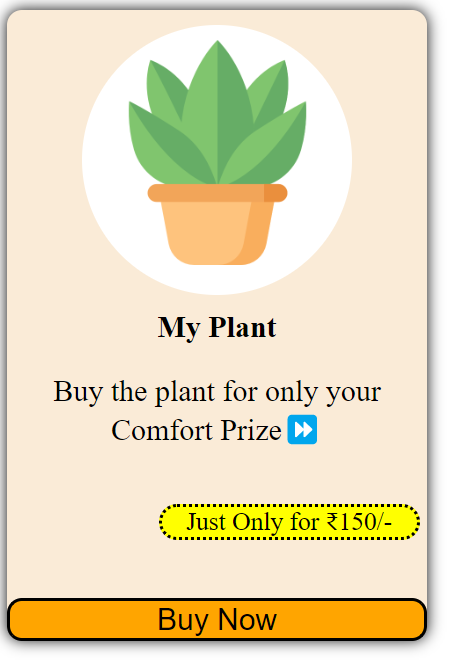 My Plant
Buy the plant for only your
Comfort Prize ⏩
Just Only for ₹150/-
Buy Now